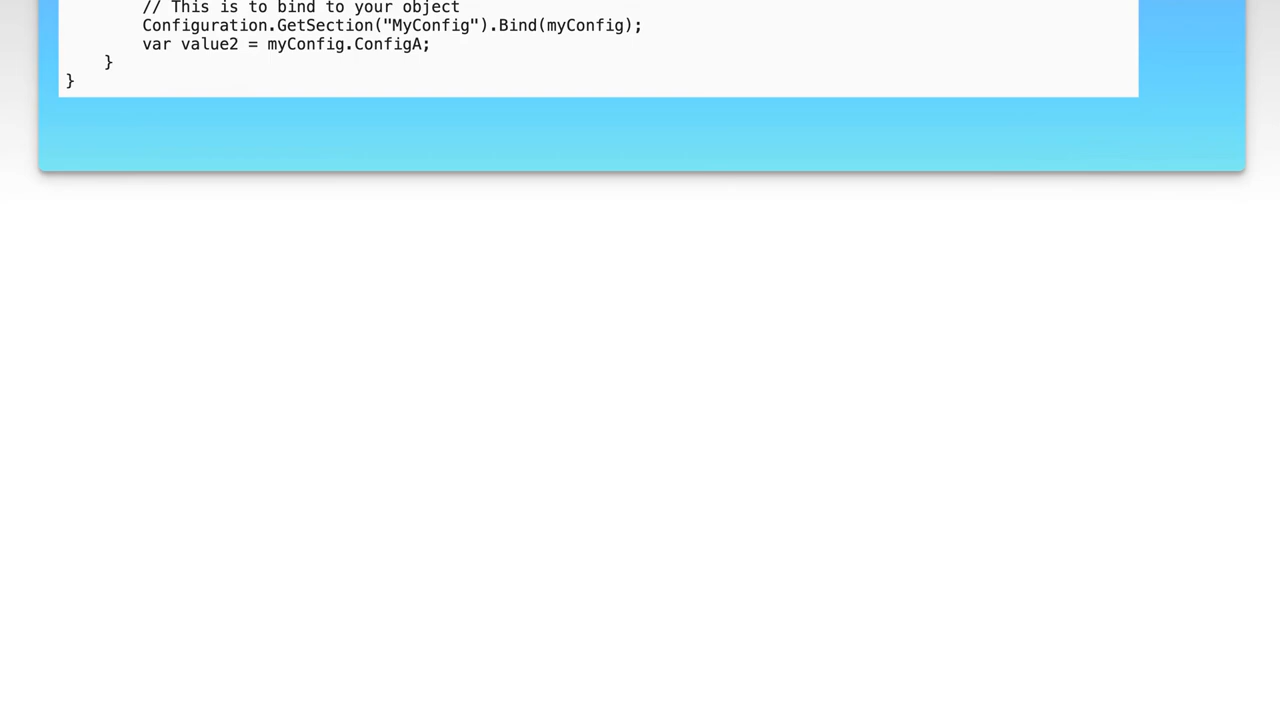 // This is to bind to your object
Configuration.GetSection("MyConfig").Bind(myConfig);
var value2 = myConfig.ConfigA;
}
}